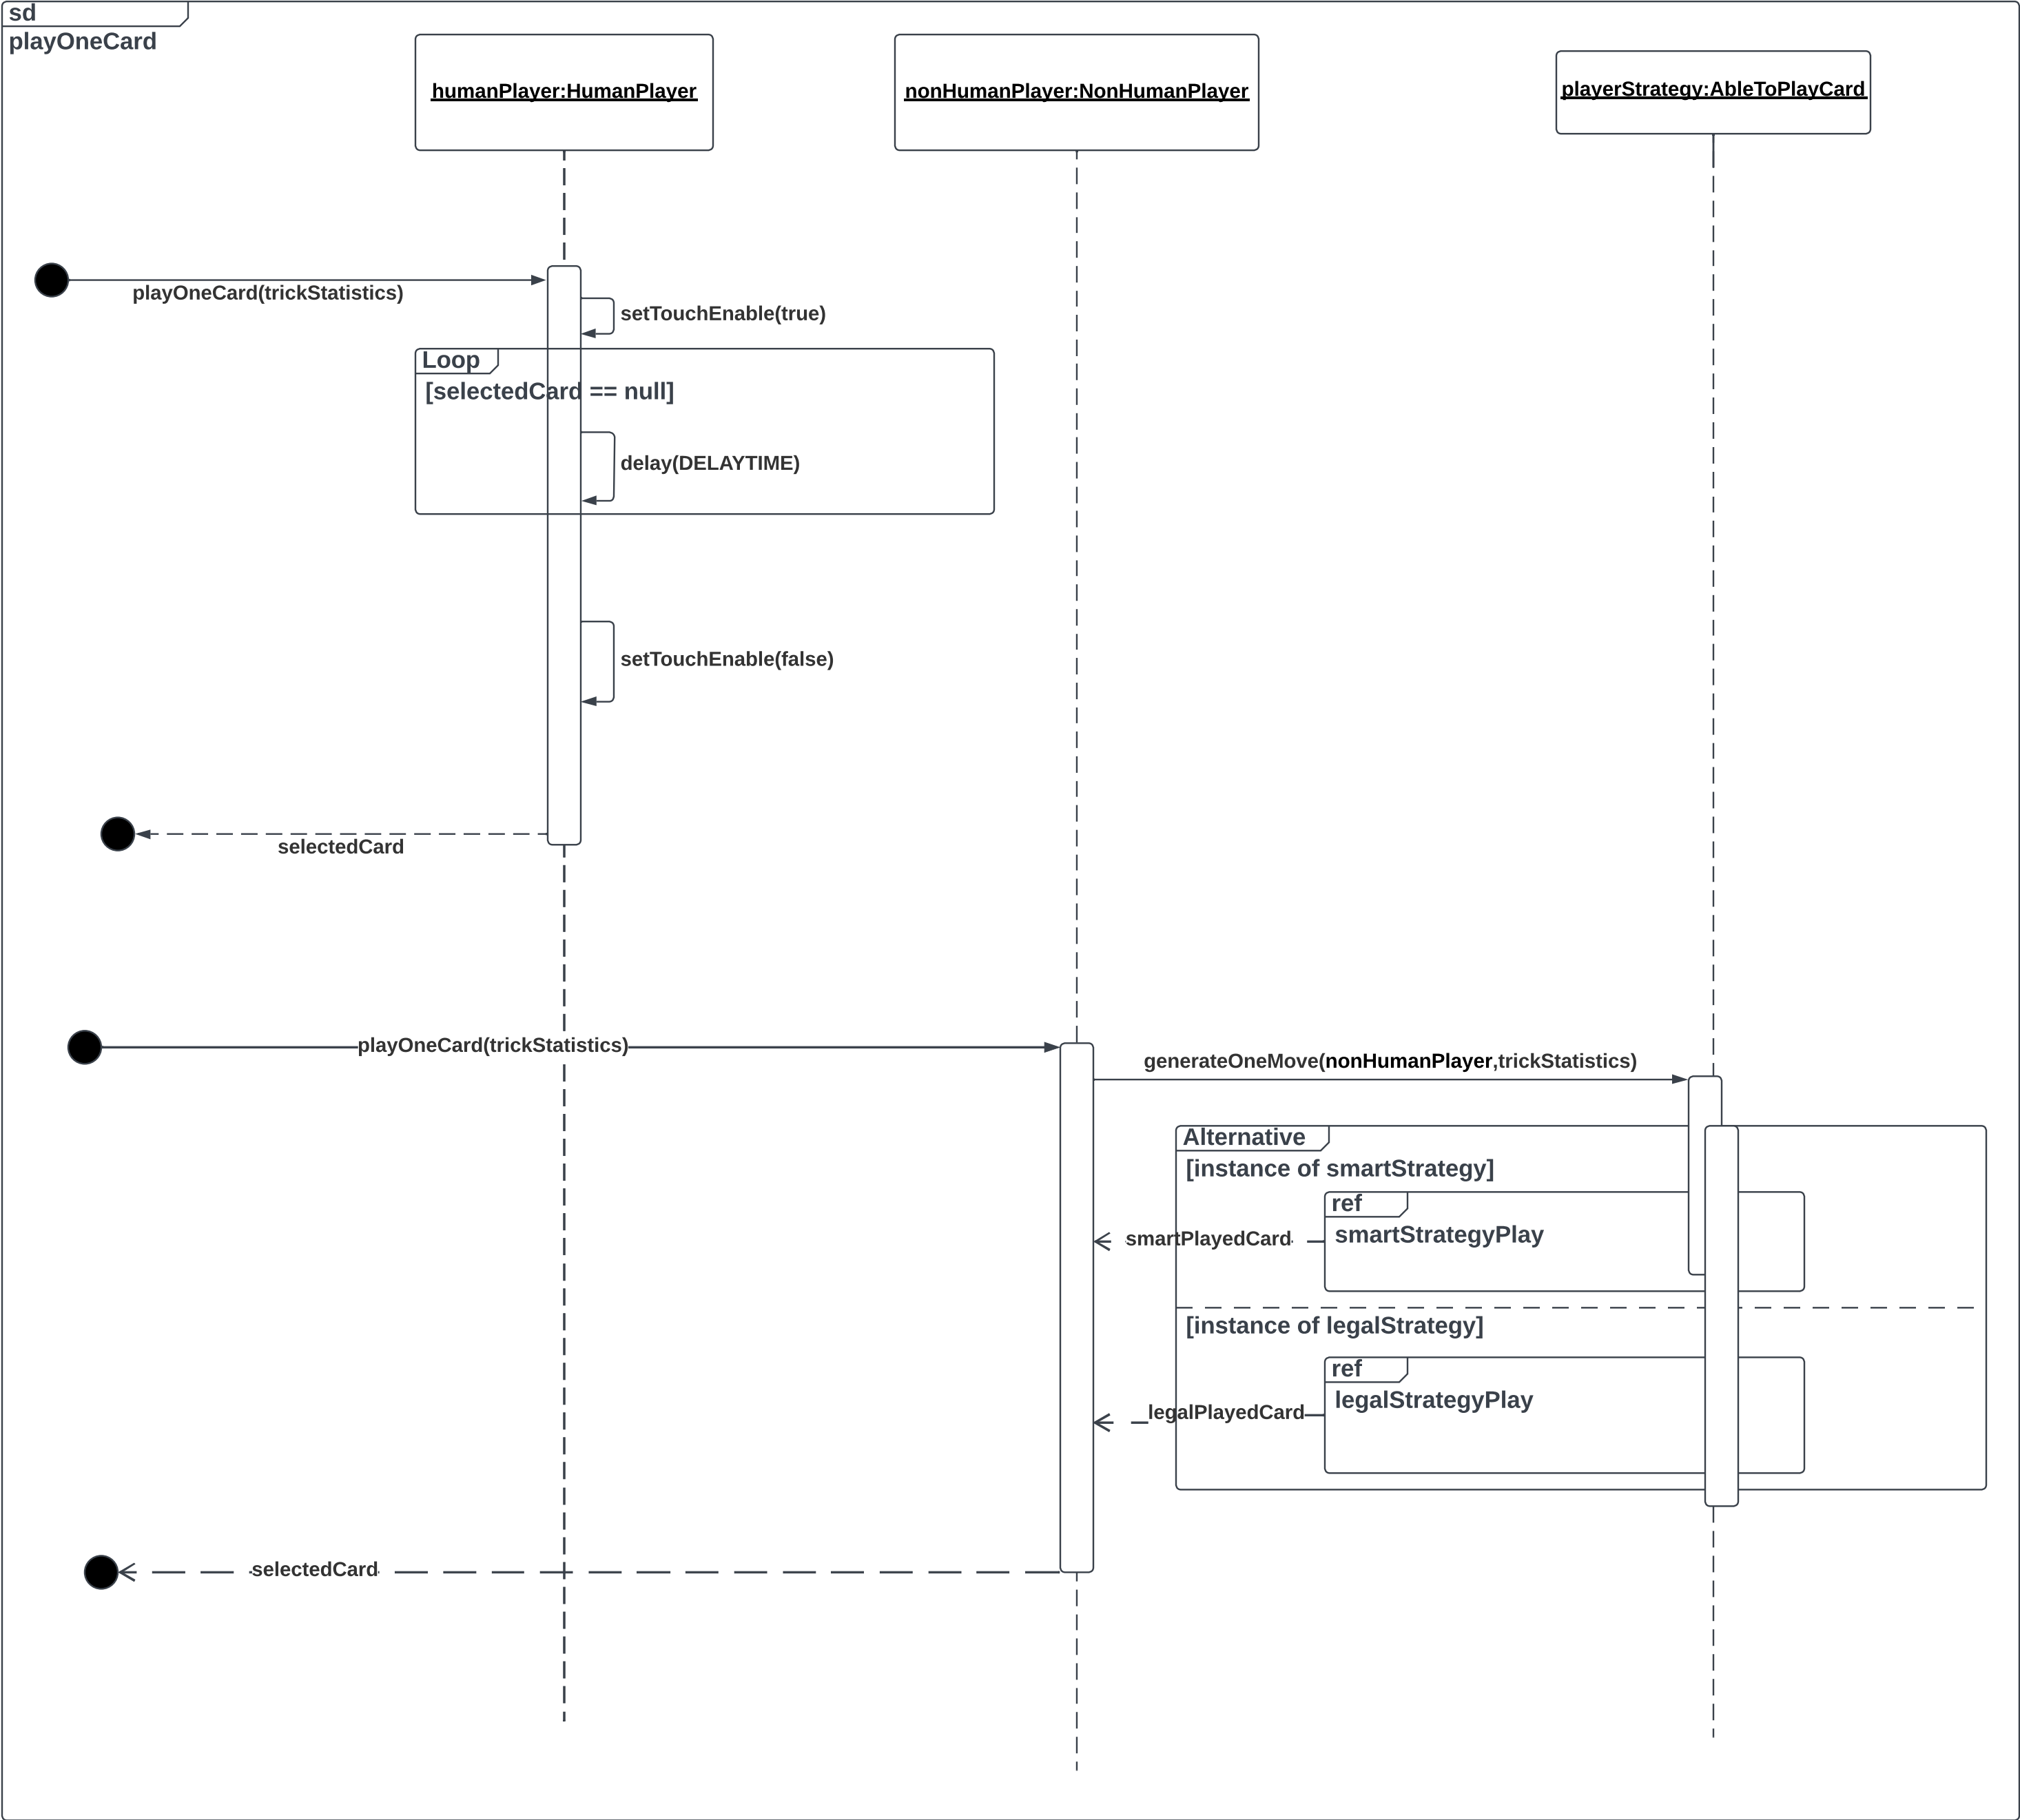 sd
playOneCard
humanPlayer:HumanPlayer
nonHumanPlayer:NonHumanPlayer
playerStrategy:AbleToPlayCard
playOneCard(trickStatistics)
setTouchEnable(true)
Loop
[selectedCard == null]
delay(DELAYTIME)
setTouchEnable(false)
selectedCard
playOneCard(trickStatistics)
generateOneMove(nonHumanPlayer,trickStatistics)
Alternative
[instance of smartStrategy]
ref
smartStrategyPlay
smartPlayedCard
[instance of legalStrategy]
ref
legalStrategyPlay
legalPlayedCard
selectedCard